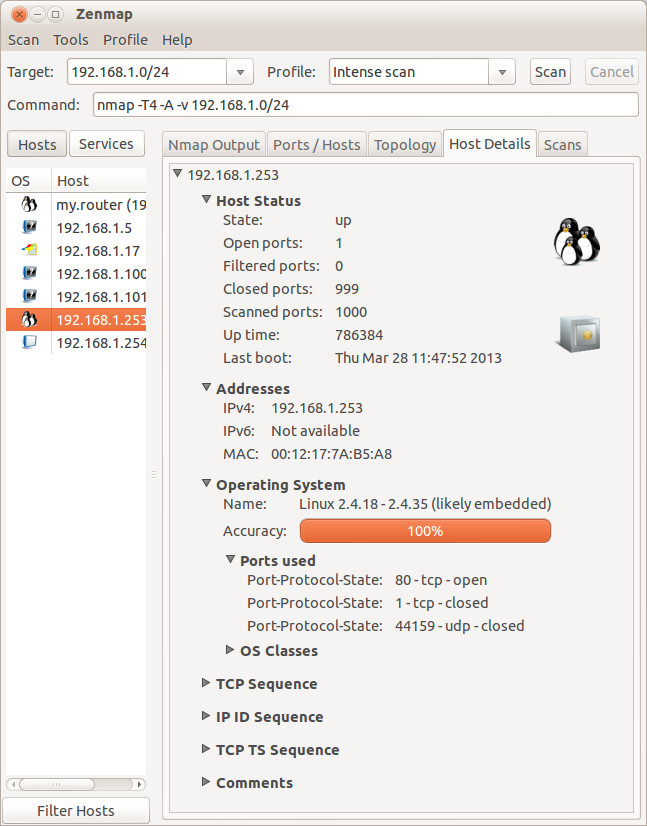 Zenmap
Scan Tools Profile Help
Target: 192.168.1.0/24 Profile: Intense scan Scan Cancel
Command: nmap -T4 -A -v 192.168.1.0/24
Hosts Services
Nmap Output Ports / Hosts Topology Host Details Scans
OS Host
my.router (19
192.168.1.5
192.168.1.17
192.168.1.100
192.168.1.101
192.168.1.253
192.168.1.254
Filter Hosts
192.168.1.253
Host Status
State: up
Open ports: 1
Filtered ports: 0
Closed ports: 999
Scanned ports: 1000
Up time: 786384
Last boot: Thu Mar 28 11:47:52 2013
Addresses
IPv4: 192.168.1.253
IPv6: Not available
MAC: 00:12:17:7A:B5:A8
Operating System
Name: Linux 2.4.18 - 2.4.35 (likely embedded)
Accuracy: 100%
Ports used
Port-Protocol-State: 80 - tcp - open
Port-Protocol-State: 1 - tcp - closed
Port-Protocol-State: 44159 - udp - closed
OS Classes
TCP Sequence
IP ID Sequence
TCP TS Sequence
Comments